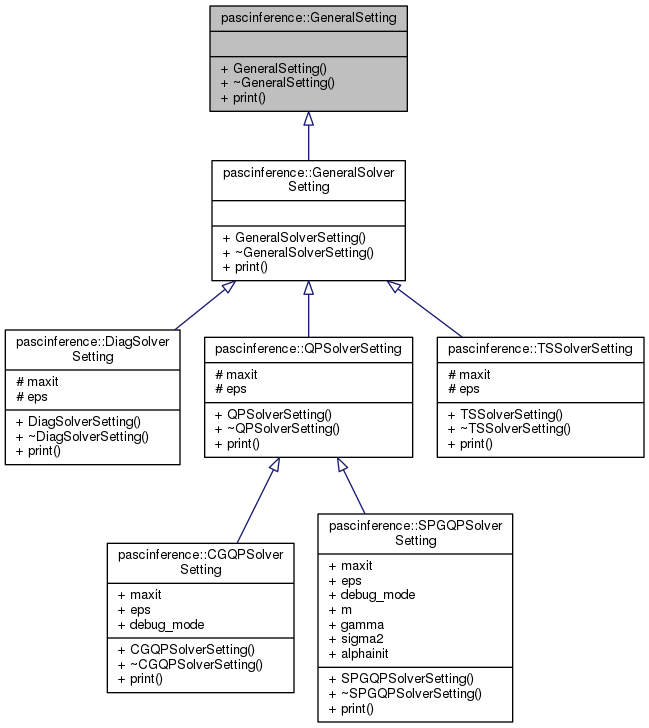 pascinference::GeneralSetting
+ GeneralSetting()
+ ~GeneralSetting()
+ print()
pascinference::GeneralSolver
Setting
+ GeneralSolverSetting()
+ ~GeneralSolverSetting()
+ print()
pascinference::DiagSolver
Setting
# maxit
# eps
+ DiagSolverSetting()
+ ~DiagSolverSetting()
+ print()
pascinference::QPSolverSetting
# maxit
# eps
+ QPSolverSetting()
+ ~QPSolverSetting()
+ print()
pascinference::TSSolverSetting
# maxit
# eps
+ TSSolverSetting()
+ ~TSSolverSetting()
+ print()
pascinference::CGQPSolver
Setting
+ maxit
+ eps
+ debug_mode
+ CGQPSolverSetting()
+ ~CGQPSolverSetting()
+ print()
pascinference::SPGQPSolver
Setting
+ maxit
+ eps
+ debug_mode
+ m
+ gamma
+ sigma2
+ alphainit
+ SPGQPSolverSetting()
+ ~SPGQPSolverSetting()
+ print()